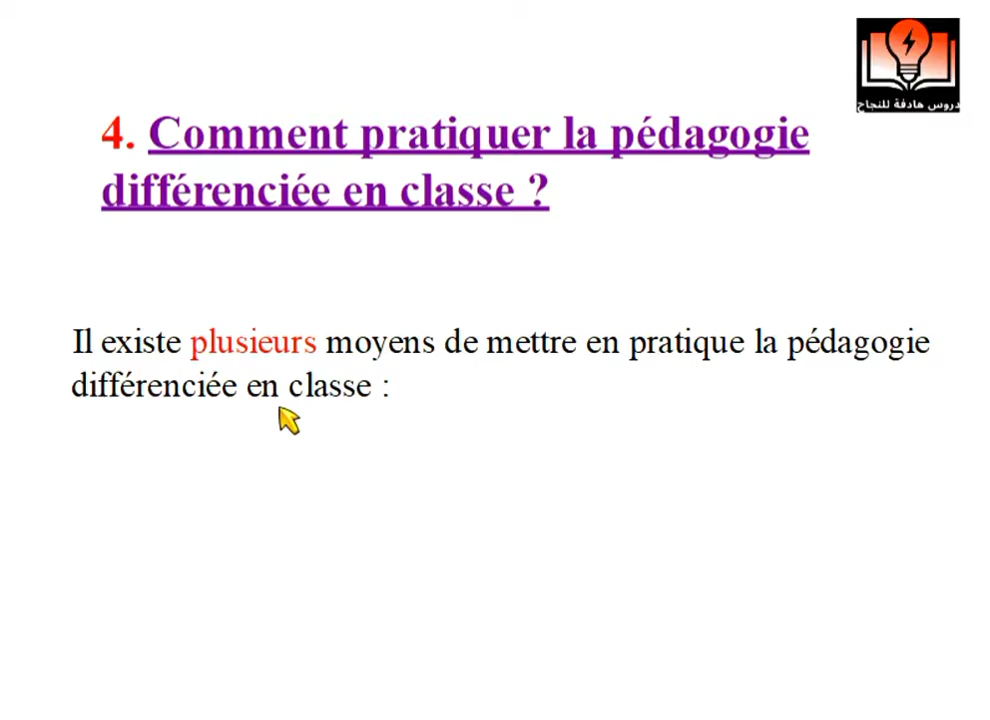 دروس هادفة للنجاح
4. Comment pratiquer la pédagogie
différenciée en classe ?
Il existe plusieurs moyens de mettre en pratique la pédagogie
différenciée en classe :